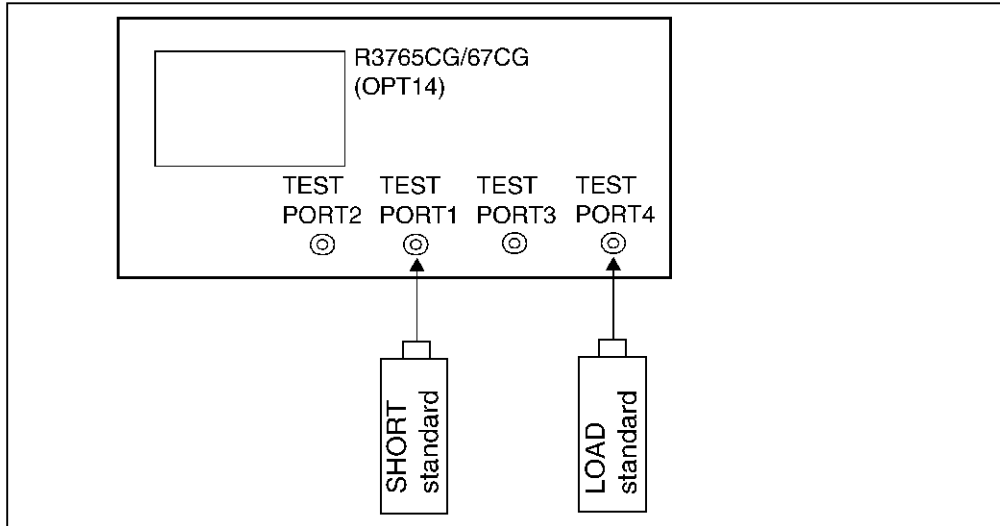 R3765CG/67CG
(OPT14)
TEST TEST TEST TEST
PORT2 PORT1 PORT3 PORT4
SHORT
standard
LOAD
standard